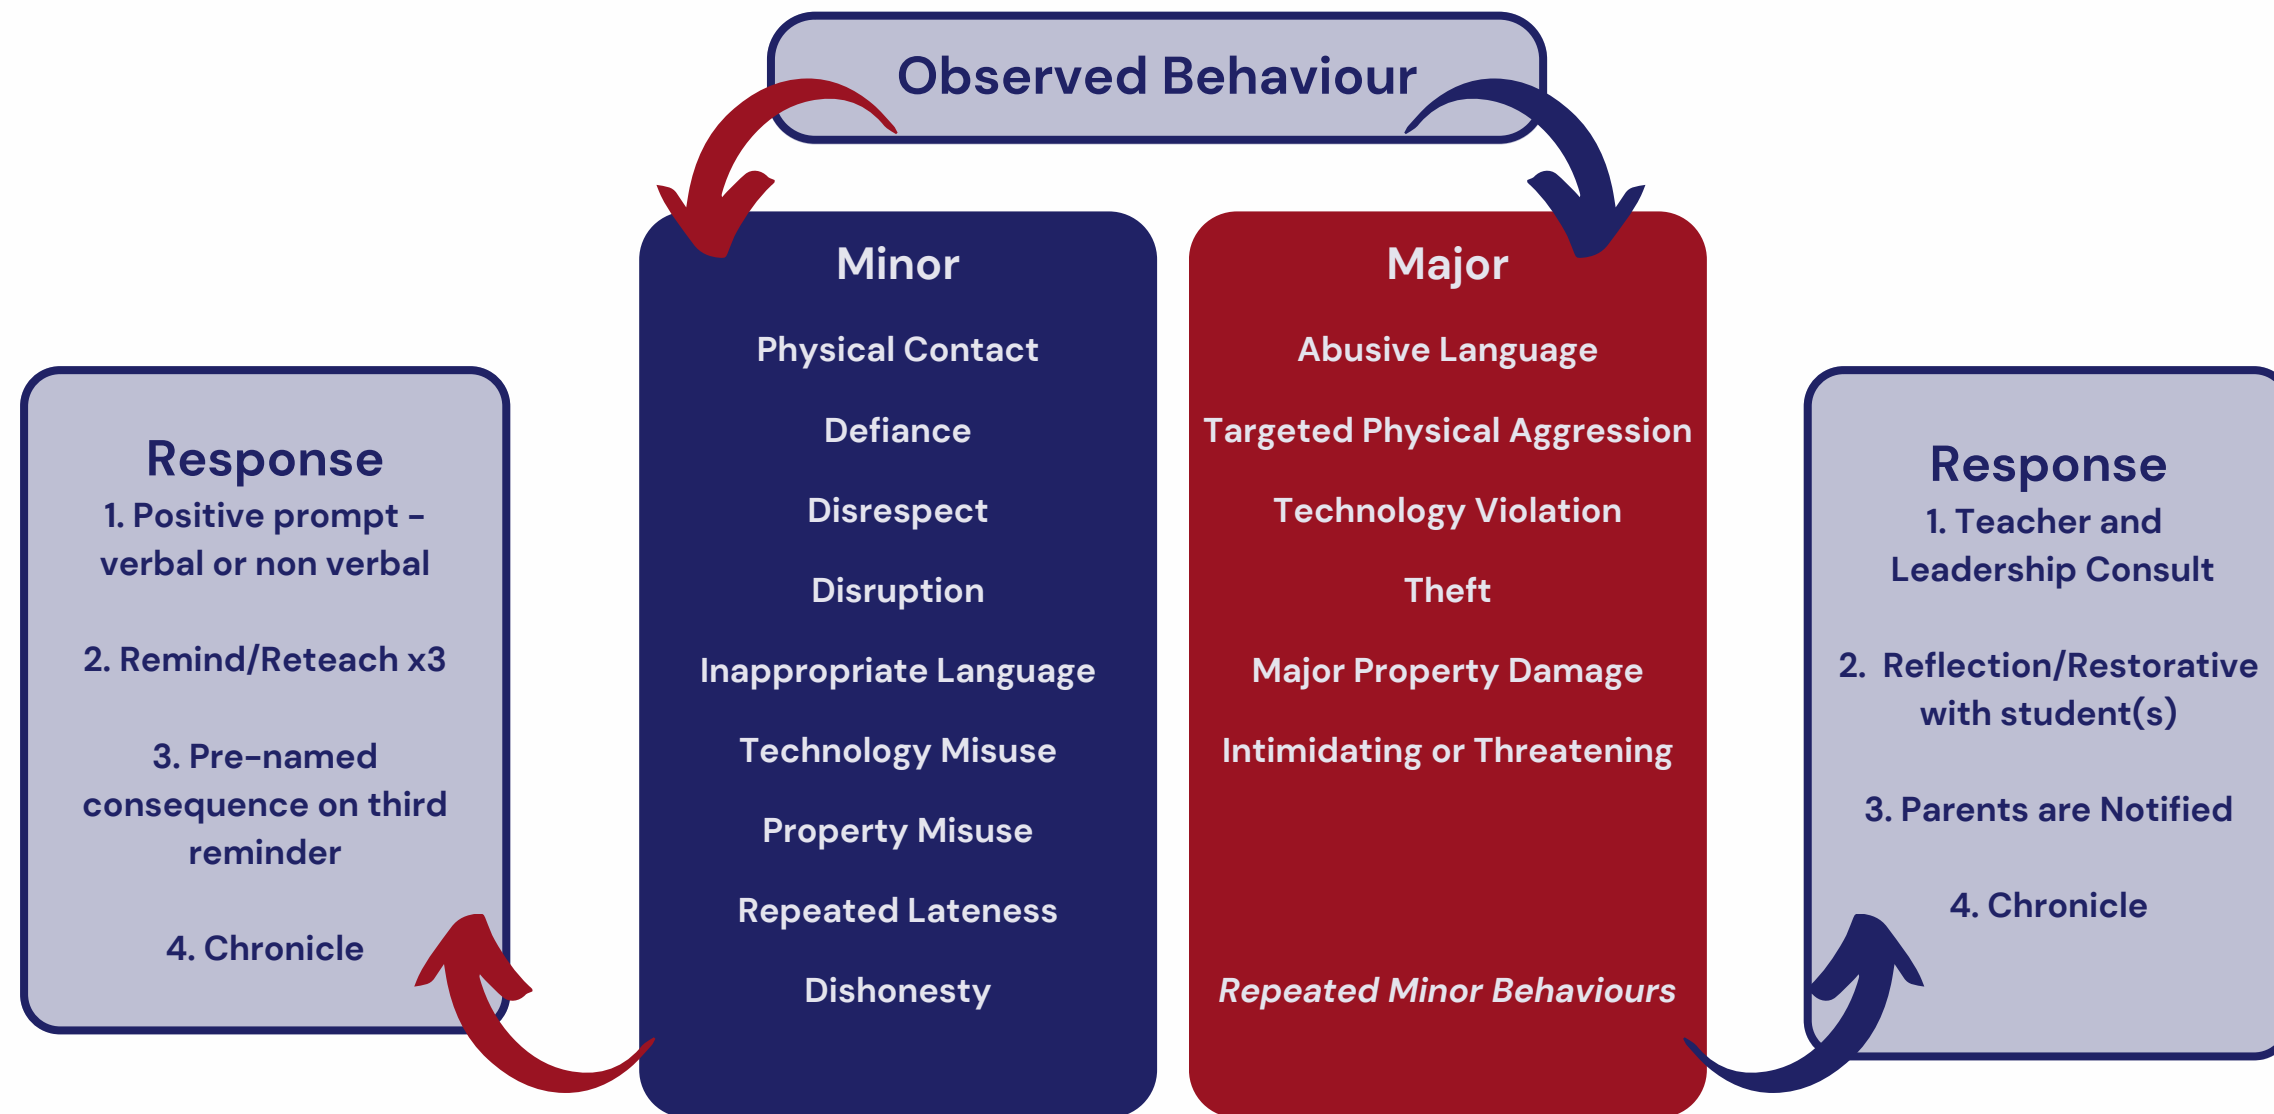 Observed Behaviour
Minor
Physical Contact
Defiance
Disrespect
Disruption
Inappropriate Language
Technology Misuse
Property Misuse
Repeated Lateness
Dishonesty
Major
Abusive Language
Targeted Physical Aggression
Technology Violation
Theft
Major Property Damage
Intimidating or Threatening
Repeated Minor Behaviours
Response
1. Positive prompt -
verbal or non verbal
2. Remind/Reteach x3
3. Pre-named
consequence on third
reminder
4. Chronicle
Response
1. Teacher and
Leadership Consult
2. Reflection/Restorative
with student(s)
3. Parents are Notified
4. Chronicle